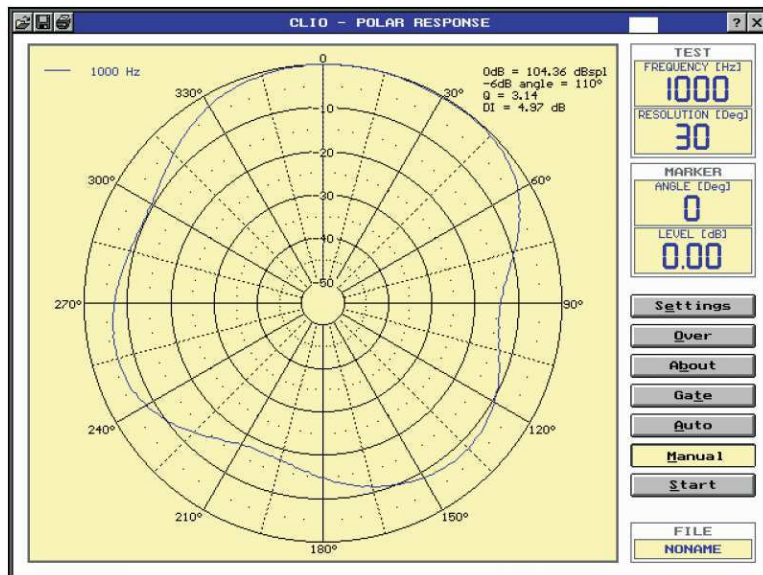 CLIO - POLAR RESPONSE
? X
1000 Hz
0dB = 104.36 dBspl
-6dB angle = 110°
Q = 3.14
DI = 4.97 dB
0
330°
30°
-10
-20
300°
60°
-30
-40
-50
270°
90°
240°
120°
210°
150°
180°
TEST
FREQUENCY [Hz]
1000
RESOLUTION [Deg]
30
MARKER
ANGLE [Deg]
0
LEVEL [dB]
0.00
Settings
Over
About
Gate
Auto
Manual
Start
FILE
NONAME